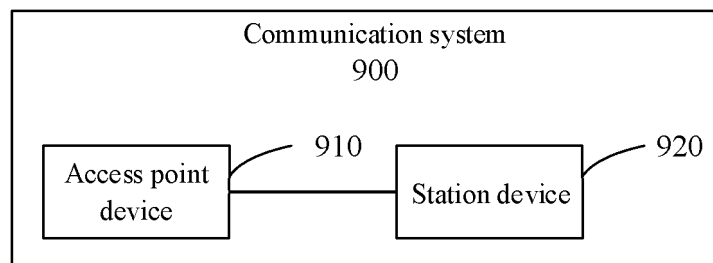 Communication system
900
910
920
Access point
device
Station device